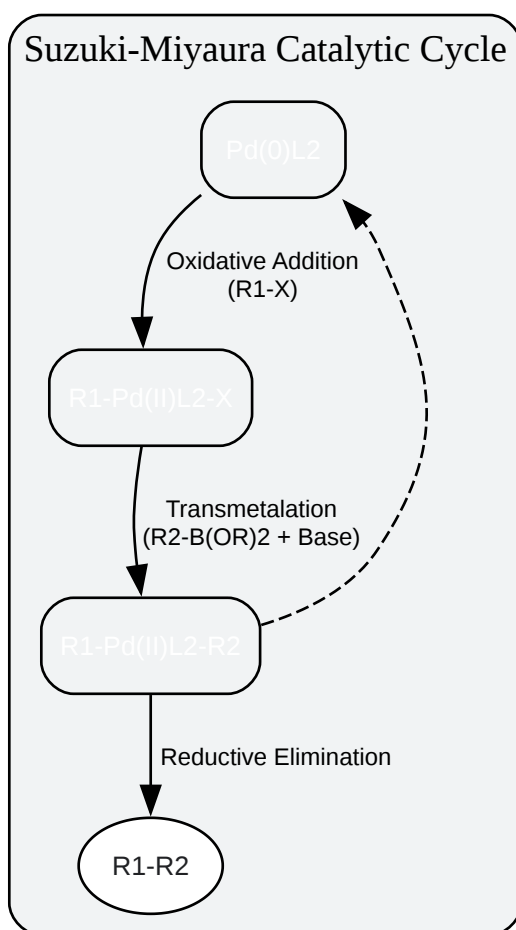 Suzuki-Miyaura Catalytic Cycle
Pd(0)L2
Oxidative Addition
(R1-X)
R1-Pd(II)L2-X
Transmetalation
(R2-B(OR)2 + Base)
R1-Pd(II)L2-R2
Reductive Elimination
R1-R2